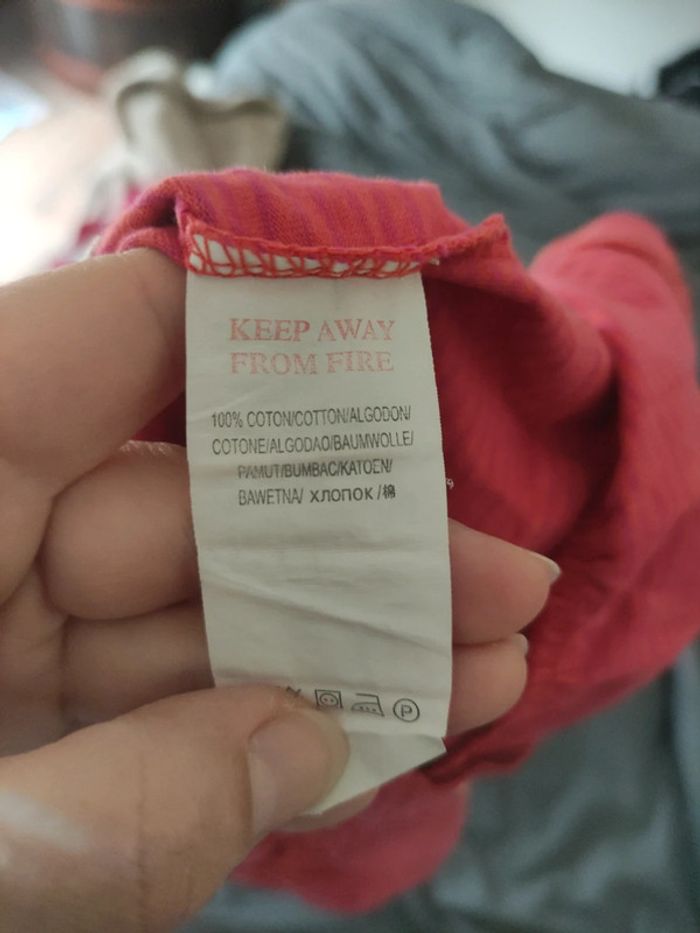 KEEP AWAY
FROM FIRE
100% COTON/COTTON/ALGODON/
COTONE/ALGODAO/BAUMWOLLE/
PAMUT/BUMBAC/KATOEN/
BAWETNA/ ХЛОПОК /棉
P